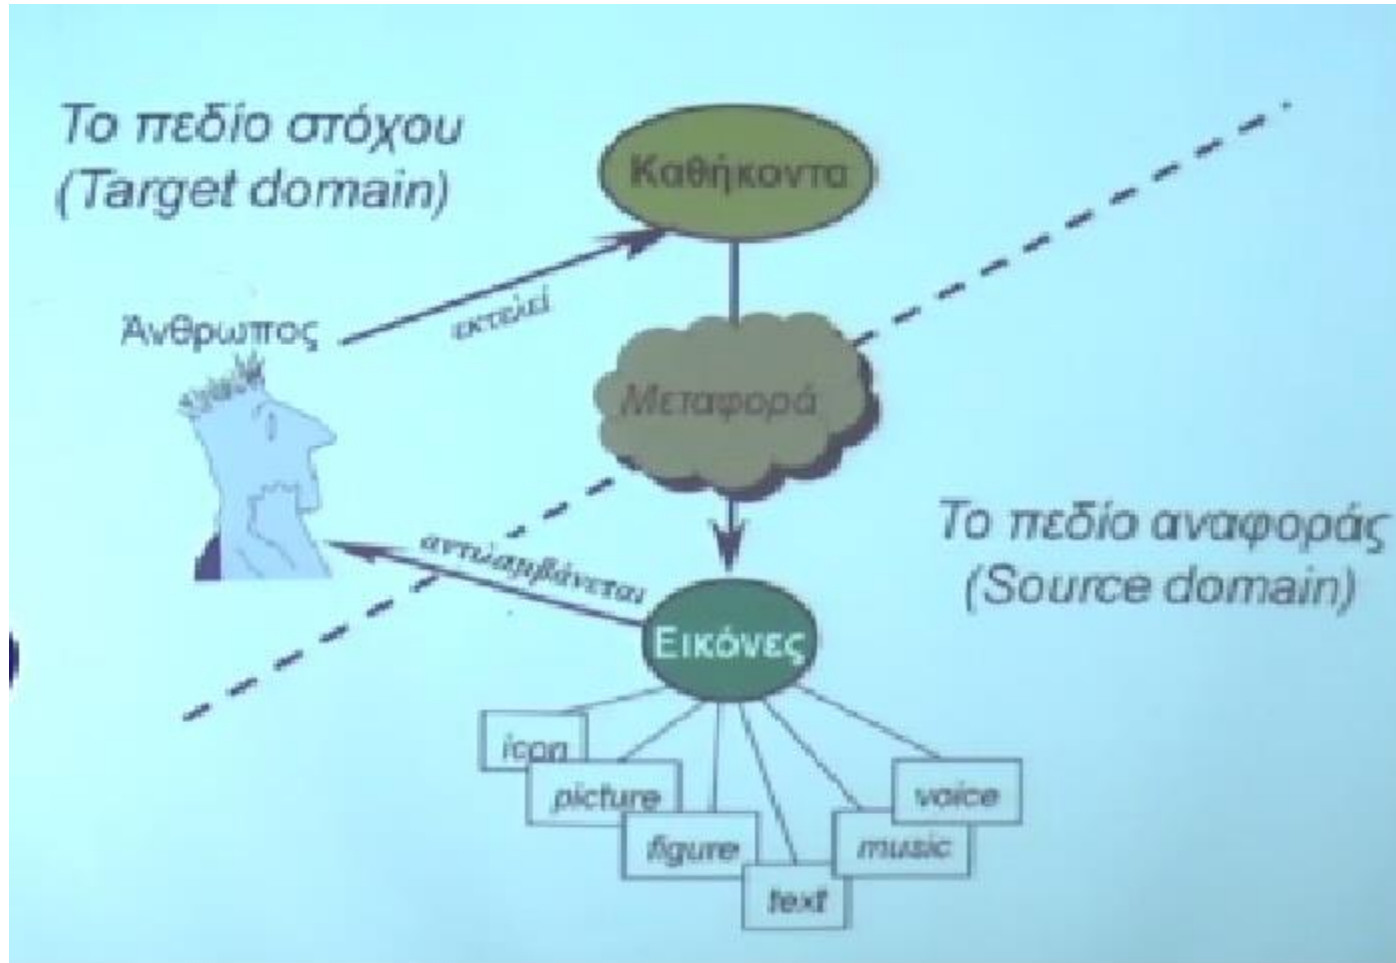 Το πεδίο στόχου
(Target domain)
Καθήκοντα
εκτελεί
Άνθρωπος
Μεταφορά
Το πεδίο αναφοράς
(Source domain)
αντιλαμβάνεται
Εικόνες
icon
picture
voice
figure
music
text